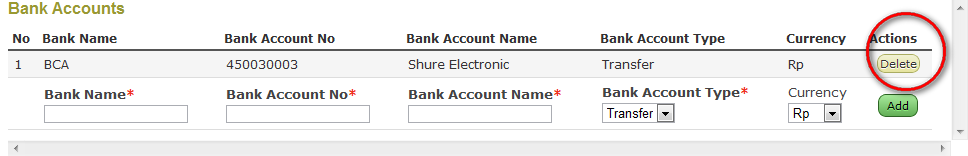 Bank Accounts
No Bank Name Bank Account No Bank Account Name Bank Account Type Currency Actions
1 BCA 450030003 Shure Electronic Transfer Rp Delete
Bank Name* Bank Account No* Bank Account Name* Bank Account Type* Currency
Transfer Rp Add